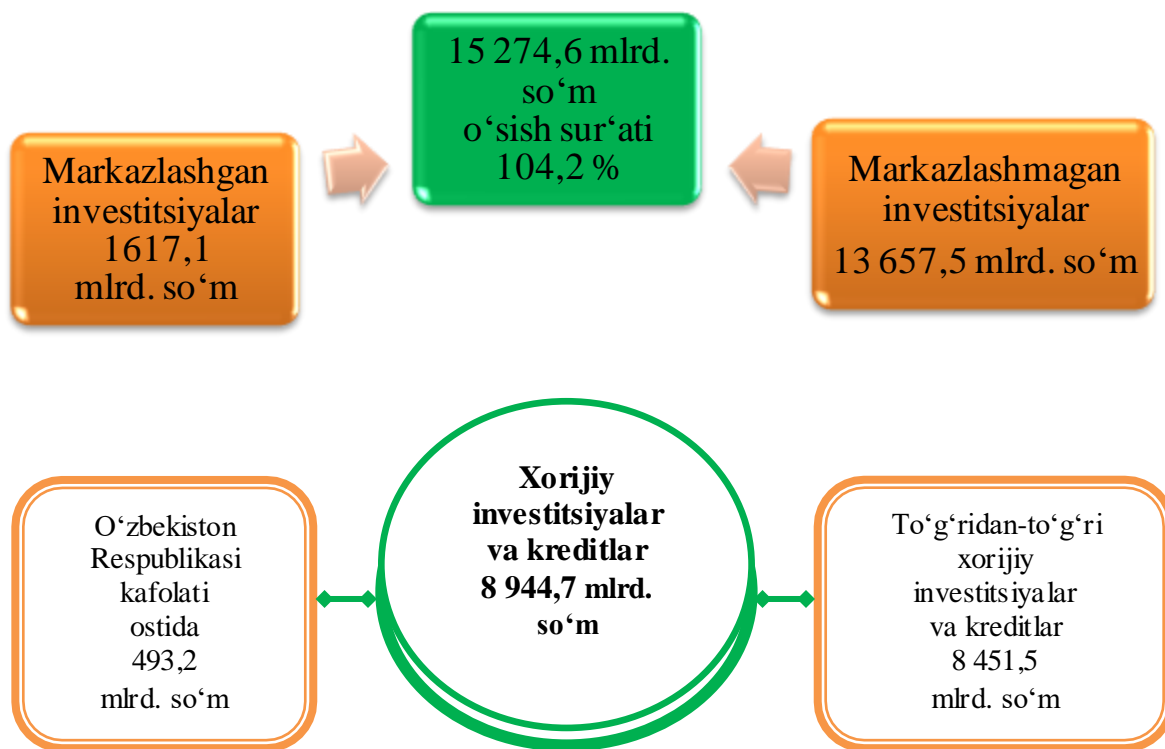 15 274,6 mlrd.
so‘m
o‘sish sur‘ati
104,2 %
Markazlashgan
investitsiyalar
1617,1
mlrd. so‘m
Markazlashmagan
investitsiyalar
13 657,5 mlrd. so‘m
O‘zbekiston
Respublikasi
kafolati
ostida
493,2
mlrd. so‘m
Xorijiy
investitsiyalar
va kreditlar
8 944,7 mlrd.
so‘m
To‘g‘ridan-to‘g‘ri
xorijiy
investitsiyalar
va kreditlar
8 451,5
mlrd. so‘m